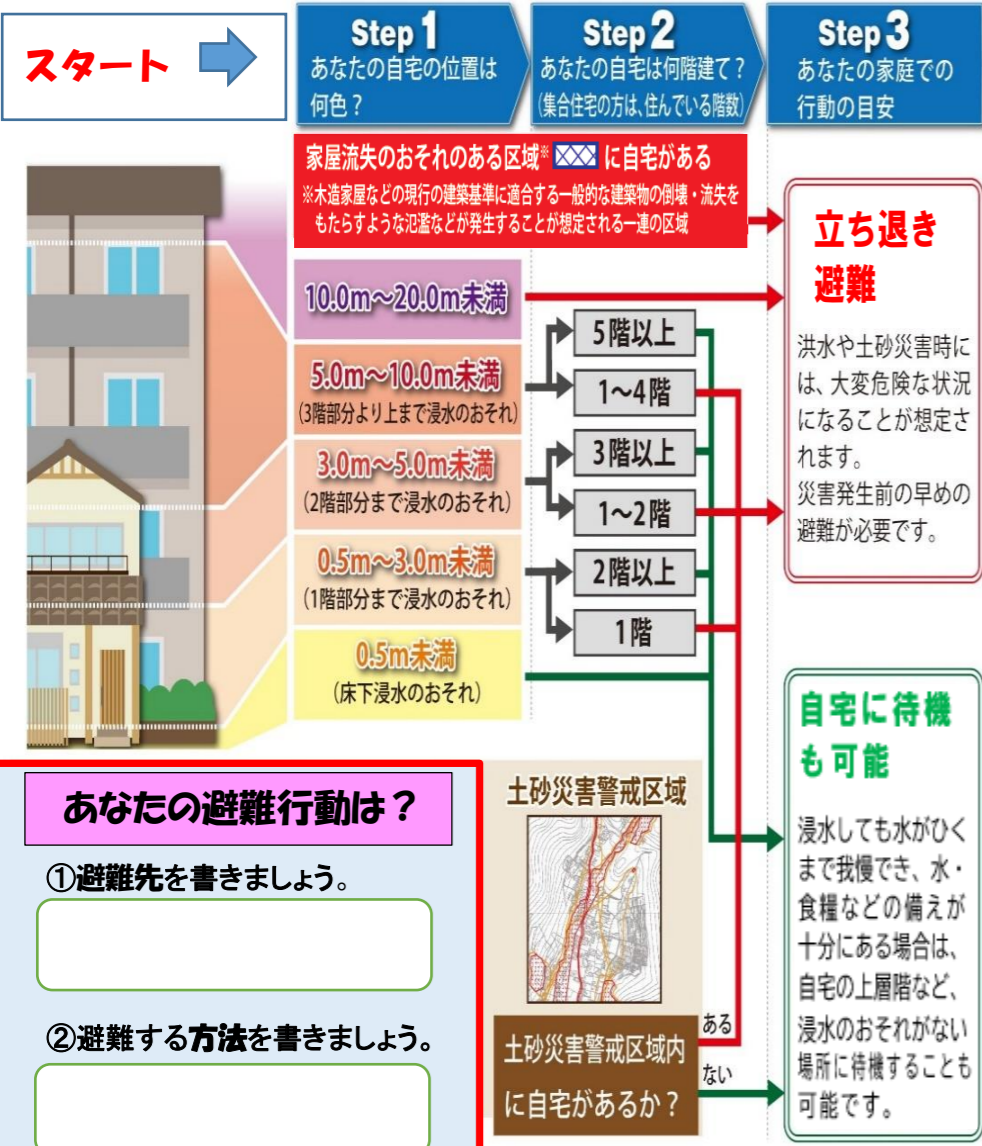 スタート
Step 1
あなたの自宅の位置は
何色？
Step 2
あなたの自宅は何階建て？
(集合住宅の方は、住んでいる階数)
Step 3
あなたの家庭での
行動の目安
家屋流失のおそれのある区域※ に自宅がある
※木造家屋などの現行の建築基準に適合する一般的な建築物の倒壊・流失を
もたらすような氾濫などが発生することが想定される一連の区域
10.0m～20.0m未満
5.0m～10.0m未満
(3階部分より上まで浸水のおそれ)
3.0m～5.0m未満
(2階部分まで浸水のおそれ)
0.5m～3.0m未満
(1階部分まで浸水のおそれ)
0.5m未満
(床下浸水のおそれ)
5階以上
1～4階
3階以上
1～2階
2階以上
1階
立ち退き
避難
洪水や土砂災害時に
は、大変危険な状況
になることが想定さ
れます。
災害発生前の早めの
避難が必要です。
自宅に待機
も可能
浸水しても水がひく
まで我慢でき、水・
食糧などの備えが
十分にある場合は、
自宅の上層階など、
浸水のおそれがない
場所に待機することも
可能です。
土砂災害警戒区域
土砂災害警戒区域内
に自宅があるか？
ある
ない
あなたの避難行動は？
①避難先を書きましょう。
②避難する方法を書きましょう。